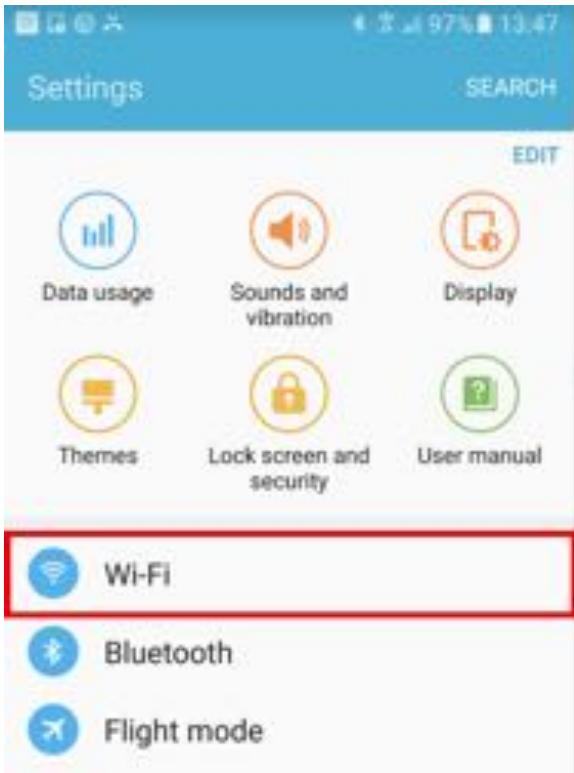 97% 13:47
Settings SEARCH
EDIT
Data usage Sounds and Display
vibration
Themes Lock screen and User manual
security
Wi-Fi
Bluetooth
Flight mode